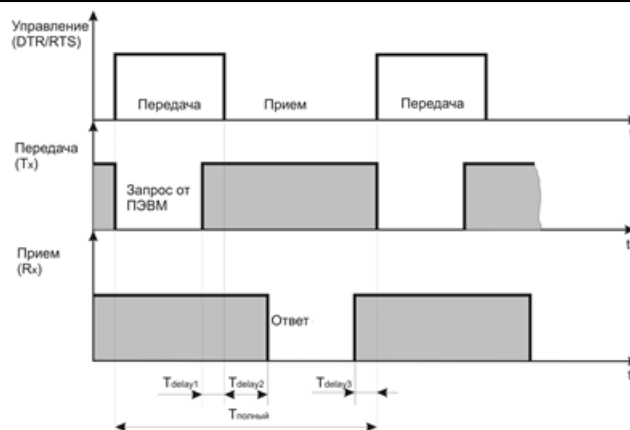 Управление
(DTR/RTS)
Передача
Прием
Передача
t
Передача
(Tx)
Запрос от
ПЭВМ
t
Прием
(Rx)
Ответ
t
Tdelay1
Tdelay2
Tdelay3
Tполный